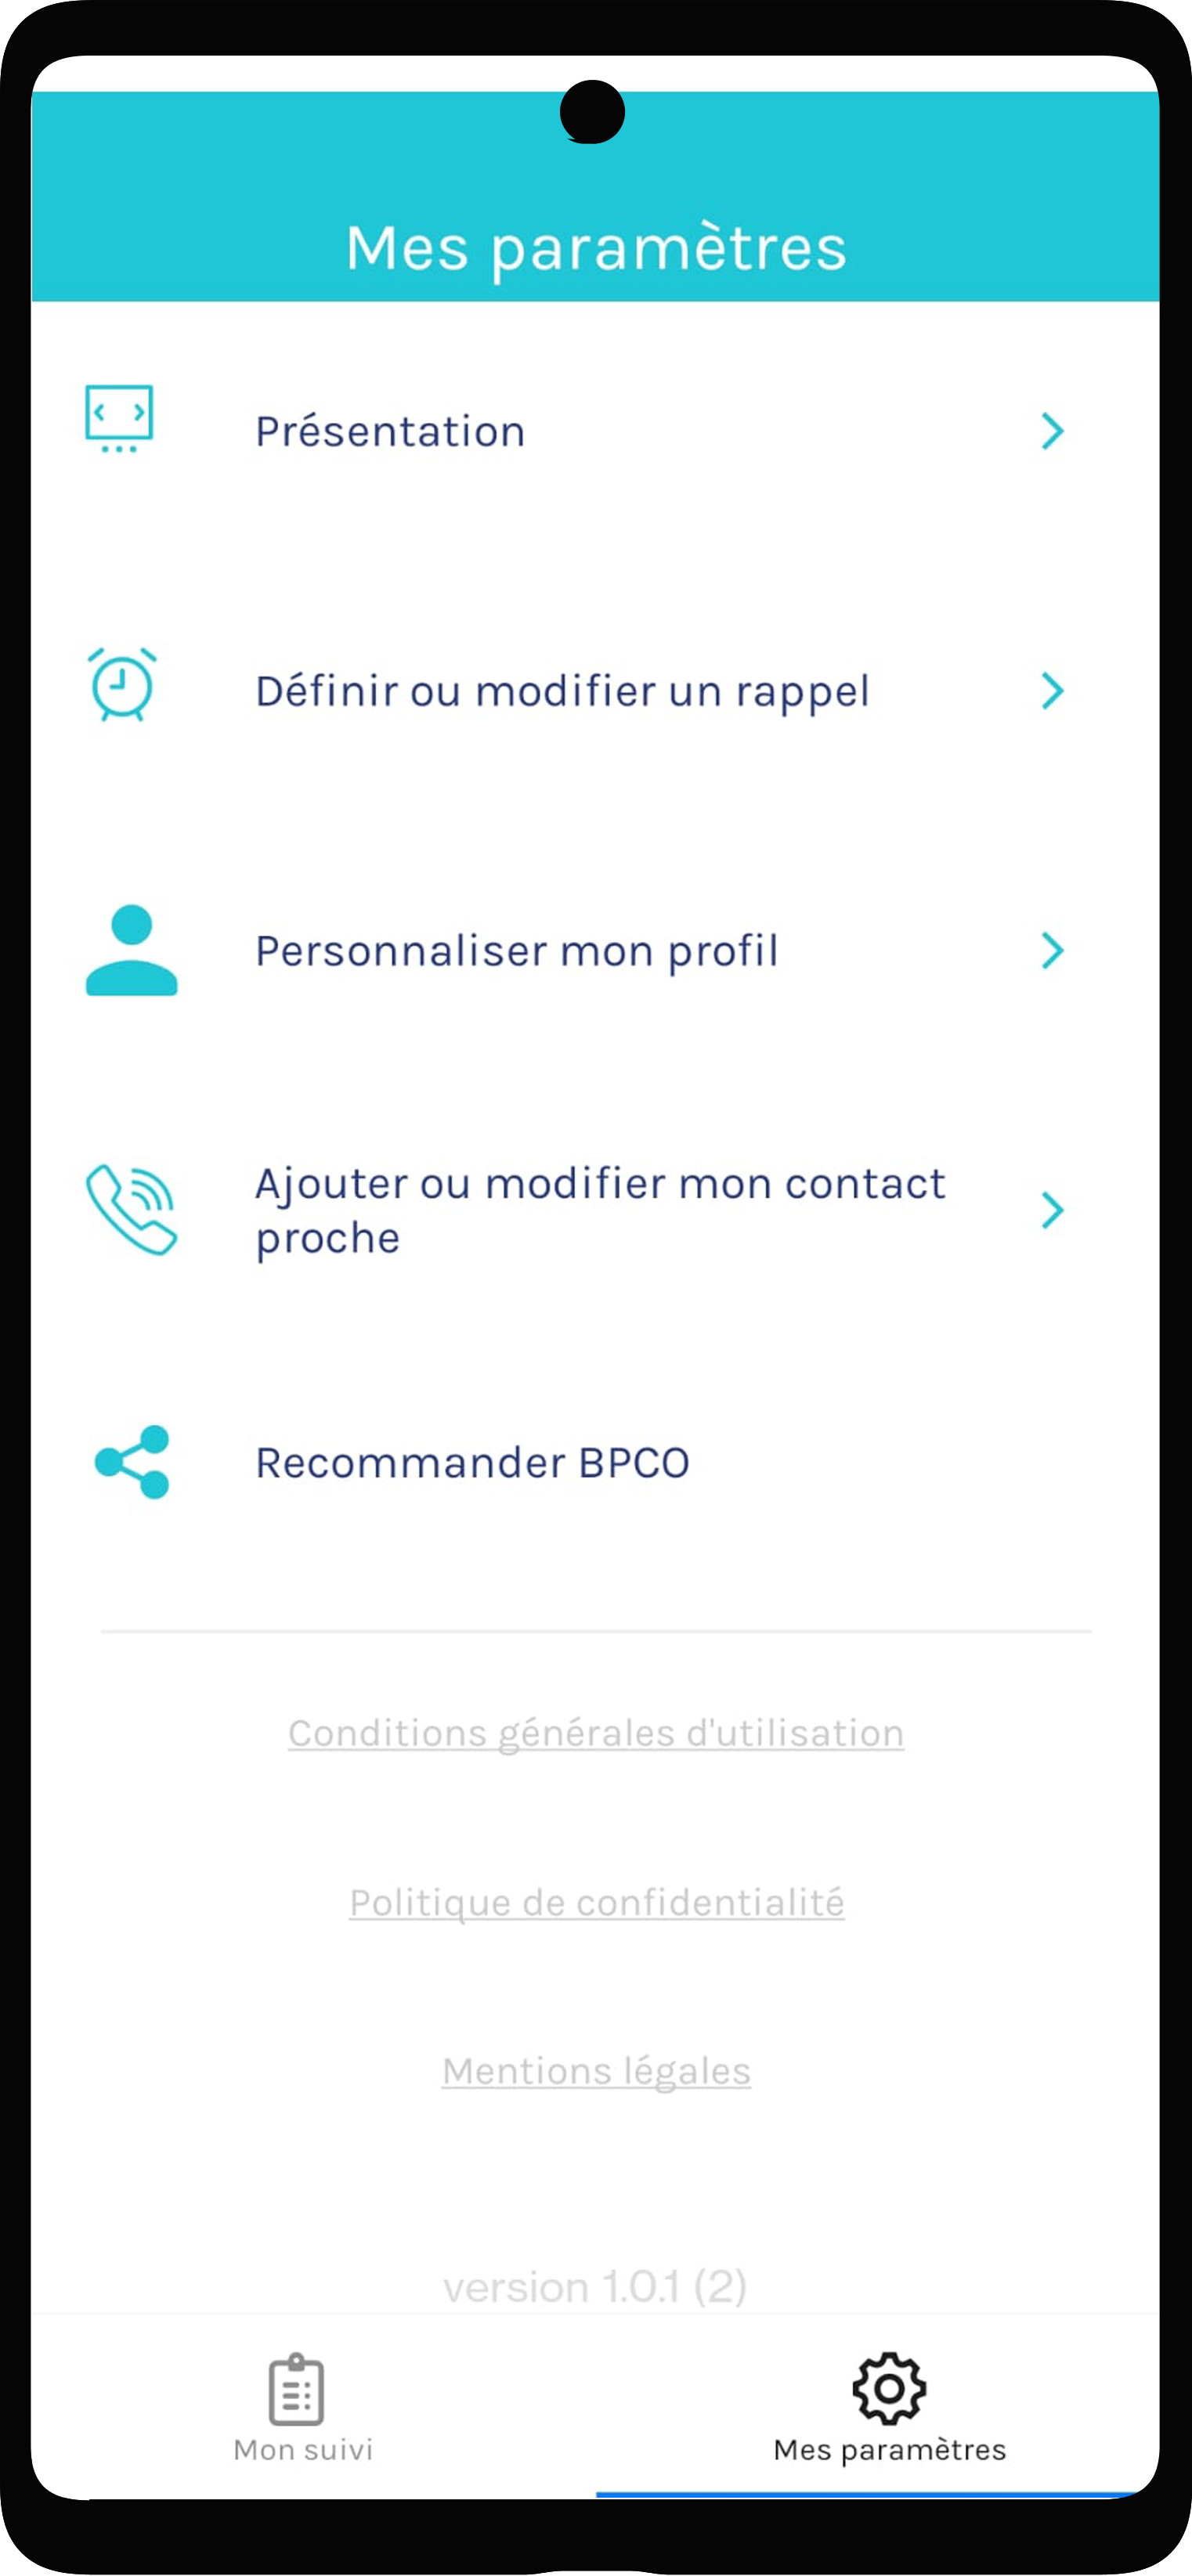 Mes paramètres
Présentation
Définir ou modifier un rappel
Personnaliser mon profil
Ajouter ou modifier mon contact
proche
Recommander BPCO
Conditions générales d'utilisation
Politique de confidentialité
Mentions légales
version 1.0.1 (2)
Mon suivi
Mes paramètres